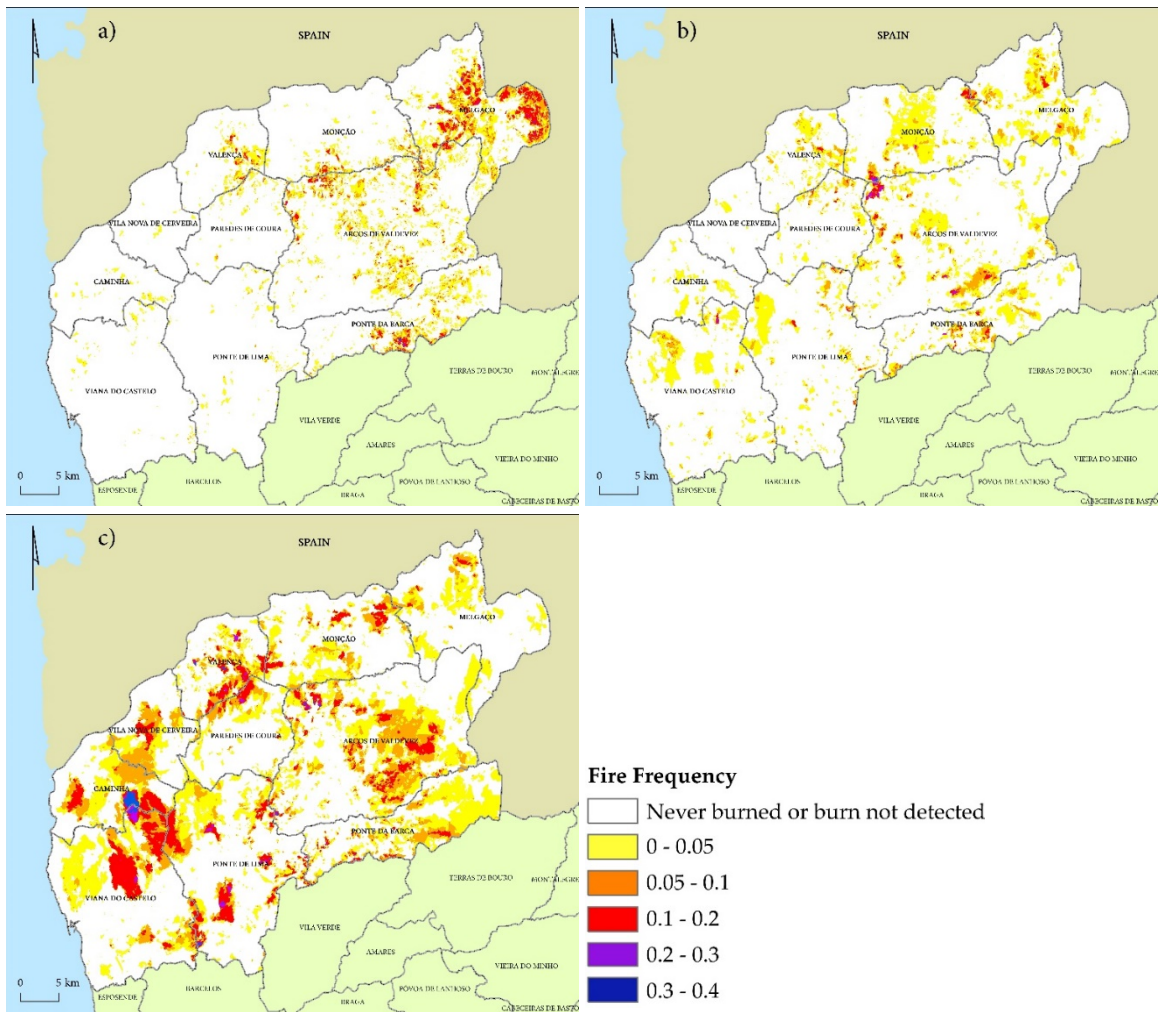 a)
SPAIN
MELGAÇO
MONÇÃO
VALENÇA
VILA NOVA DE CERVEIRA
PAREDES DE COURA
ARCOS DE VALDEVEZ
CAMINHA
PONTE DA BARCA
PONTE DE LIMA
VIANA DO CASTELO
TERRAS DE BOURO
MONTALEGRE
VILA VERDE
AMARES
VIEIRA DO MINHO
0 5 km
ESPOSENDE
BARCELOS
BRAGA
PÓVOA DE LANHOSO
CABECEIRAS DE BASTO
b)
SPAIN
MELGAÇO
MONÇÃO
VALENÇA
VILA NOVA DE CERVEIRA
PAREDES DE COURA
ARCOS DE VALDEVEZ
CAMINHA
PONTE DA BARCA
PONTE DE LIMA
VIANA DO CASTELO
TERRAS DE BOURO
MONTALEGRE
VILA VERDE
AMARES
VIEIRA DO MINHO
0 5 km
ESPOSENDE
BARCELOS
BRAGA
PÓVOA DE LANHOSO
CABECEIRAS DE BASTO
c)
SPAIN
MELGAÇO
MONÇÃO
VALENÇA
VILA NOVA DE CERVEIRA
PAREDES DE COURA
ARCOS DE VALDEVEZ
CAMINHA
PONTE DA BARCA
PONTE DE LIMA
VIANA DO CASTELO
TERRAS DE BOURO
MONTALEGRE
VILA VERDE
AMARES
VIEIRA DO MINHO
0 5 km
ESPOSENDE
BARCELOS
BRAGA
PÓVOA DE LANHOSO
CABECEIRAS DE BASTO
Fire Frequency
Never burned or burn not detected
0 - 0.05
0.05 - 0.1
0.1 - 0.2
0.2 - 0.3
0.3 - 0.4